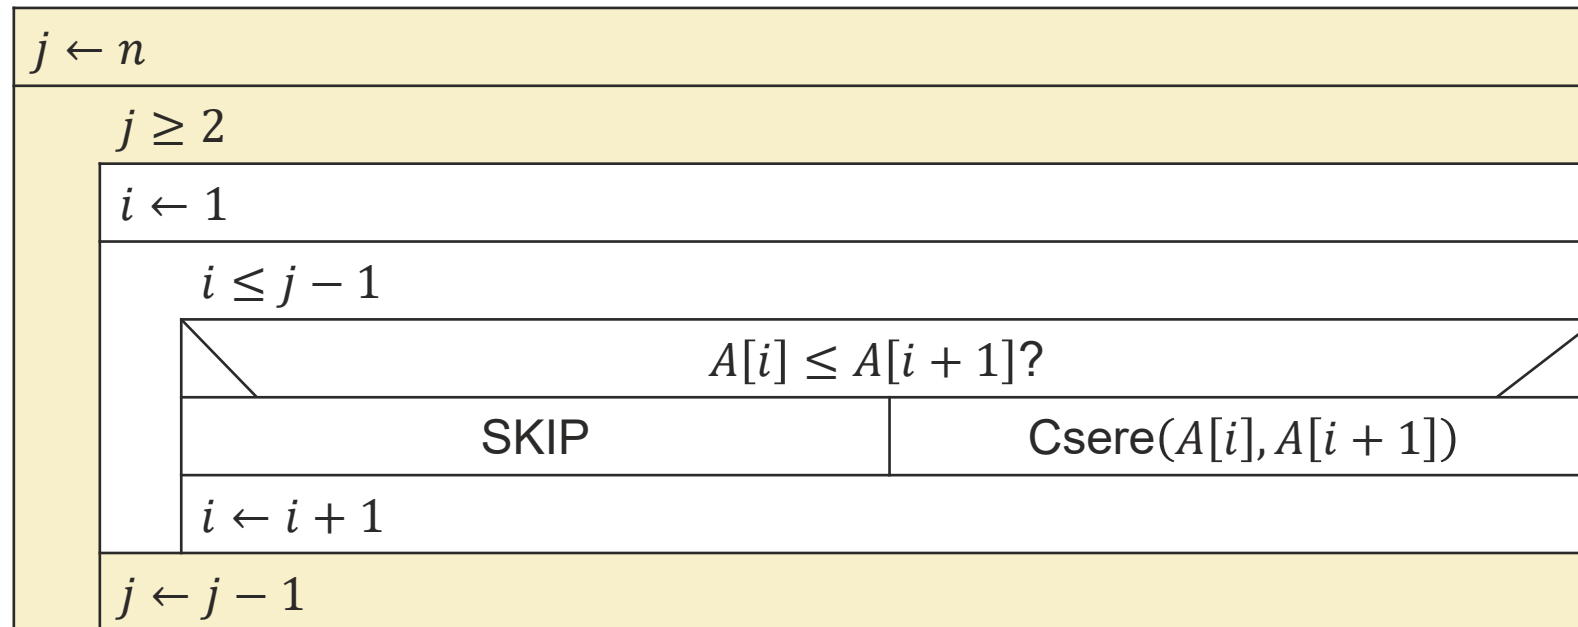 j ← n
j ≥ 2
i ← 1
i ≤ j − 1
A[i] ≤ A[i + 1]?
SKIP Csere(A[i], A[i + 1])
i ← i + 1
j ← j − 1